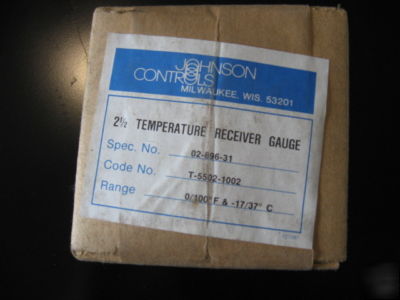 JOHNSON
CONTROLS
MILWAUKEE, WIS. 53201
2½ TEMPERATURE RECEIVER GAUGE
Spec. No. 02-696-31
Code No. T-5502-1002
Range 0/100°F & -17/37° C